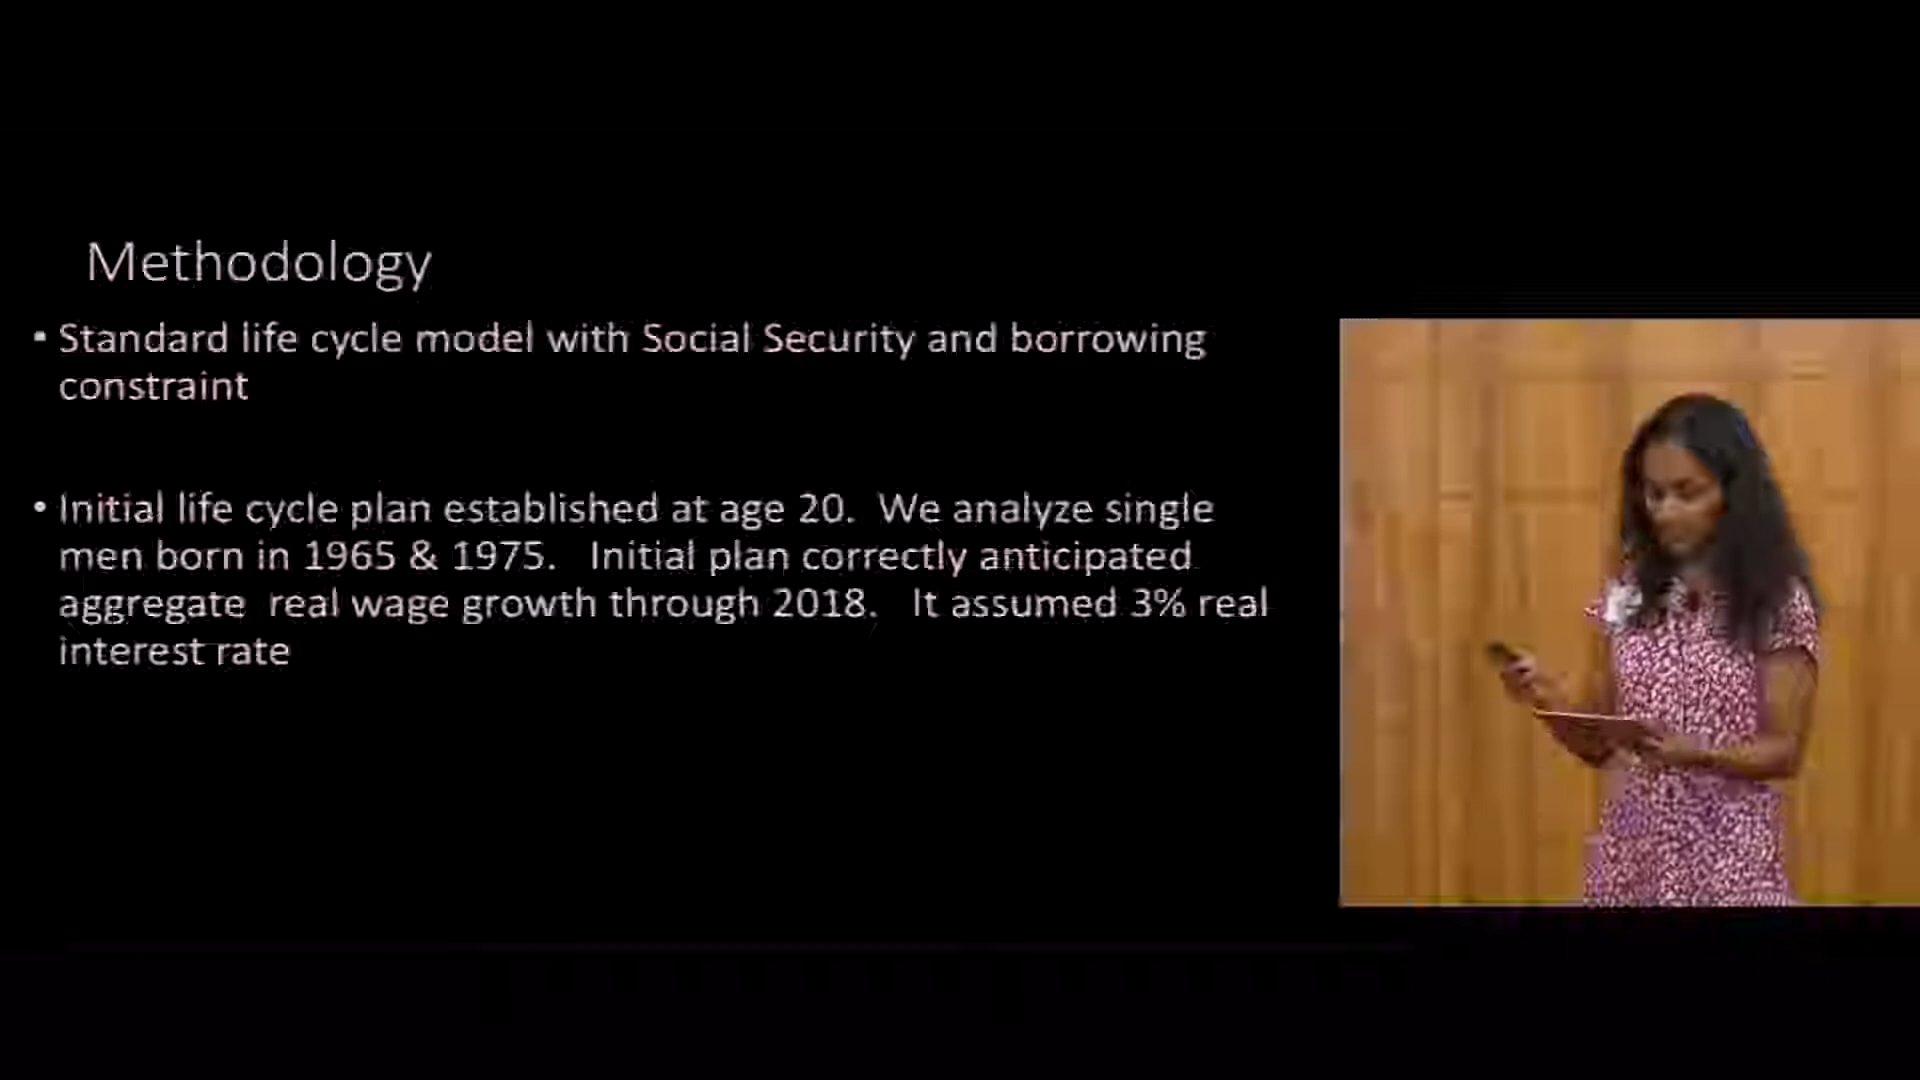 Methodology
• Standard life cycle model with Social Security and borrowing
constraint
• Initial life cycle plan established at age 20.  We analyze single
men born in 1965 & 1975.   Initial plan correctly anticipated
aggregate  real wage growth through 2018.   It assumed 3% real
interest rate